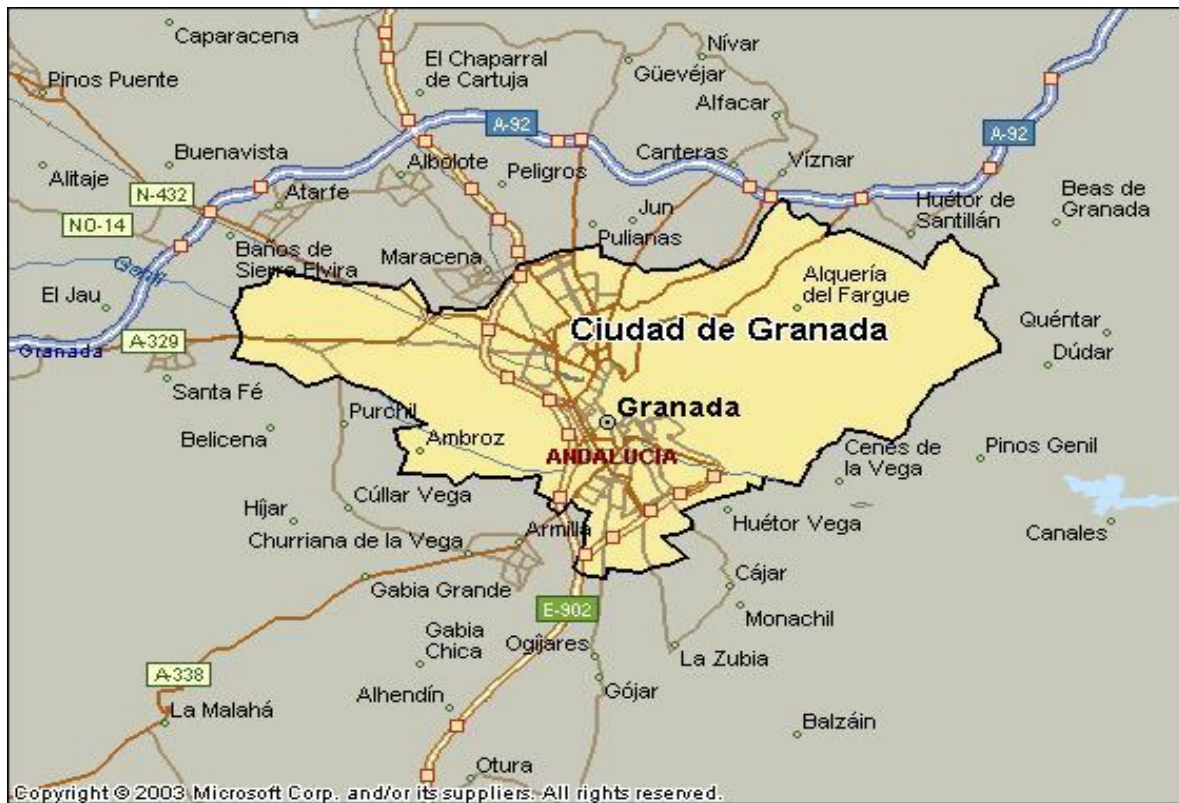 Caparacena
El Chaparral
de Cartuja
Nívar
Güevéjar
Pinos Puente
Alfacar
A-92
A-92
Buenavista
Albolote
Peligros
Canteras
Víznar
Alitaje
N-432
Atarfe
Beas de
Granada
Huétor de
Santillán
NO-14
Jun
Pulianas
Baños de
Sierra Elvira
Maracena
Genil
Alquería
del Fargue
El Jau
Ciudad de Granada
Quéntar
A-329
Granada
Dúdar
Santa Fé
Purchil
Granada
Belicena
Ambroz
ANDALUCÍA
Cenes de
la Vega
Pinos Genil
Cúllar Vega
Híjar
Armilla
Huétor Vega
Canales
Churriana de la Vega
Cájar
Gabia Grande
E-902
Monachil
Gabia
Chica
Ogíjares
La Zubia
A-338
Gójar
Alhendín
La Malahá
Balzáin
Otura
Copyright © 2003 Microsoft Corp. and/or its suppliers. All rights reserved.